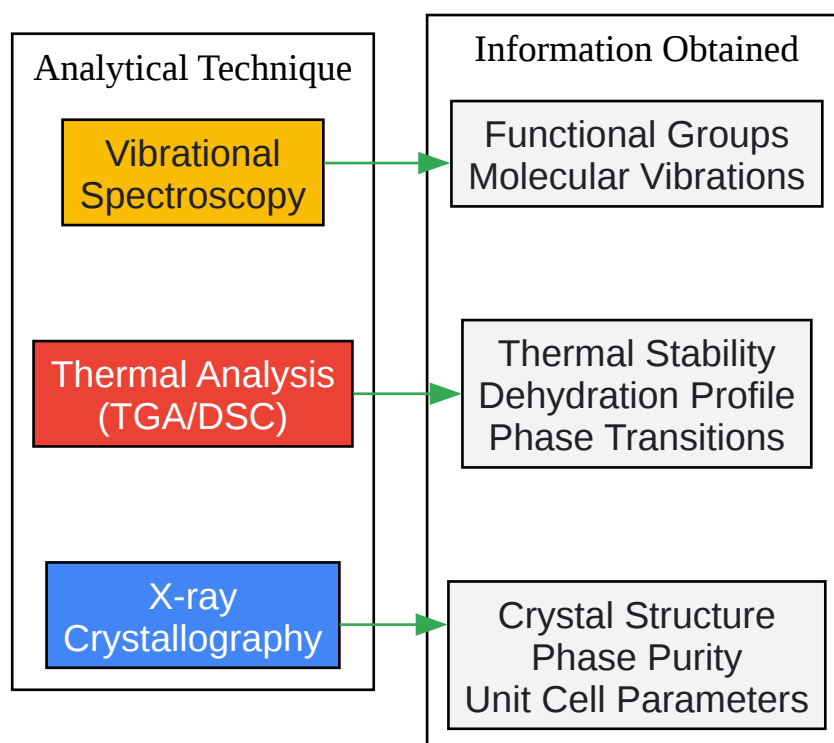 Analytical Technique
Vibrational
Spectroscopy
Thermal Analysis
(TGA/DSC)
X-ray
Crystallography
Information Obtained
Functional Groups
Molecular Vibrations
Thermal Stability
Dehydration Profile
Phase Transitions
Crystal Structure
Phase Purity
Unit Cell Parameters